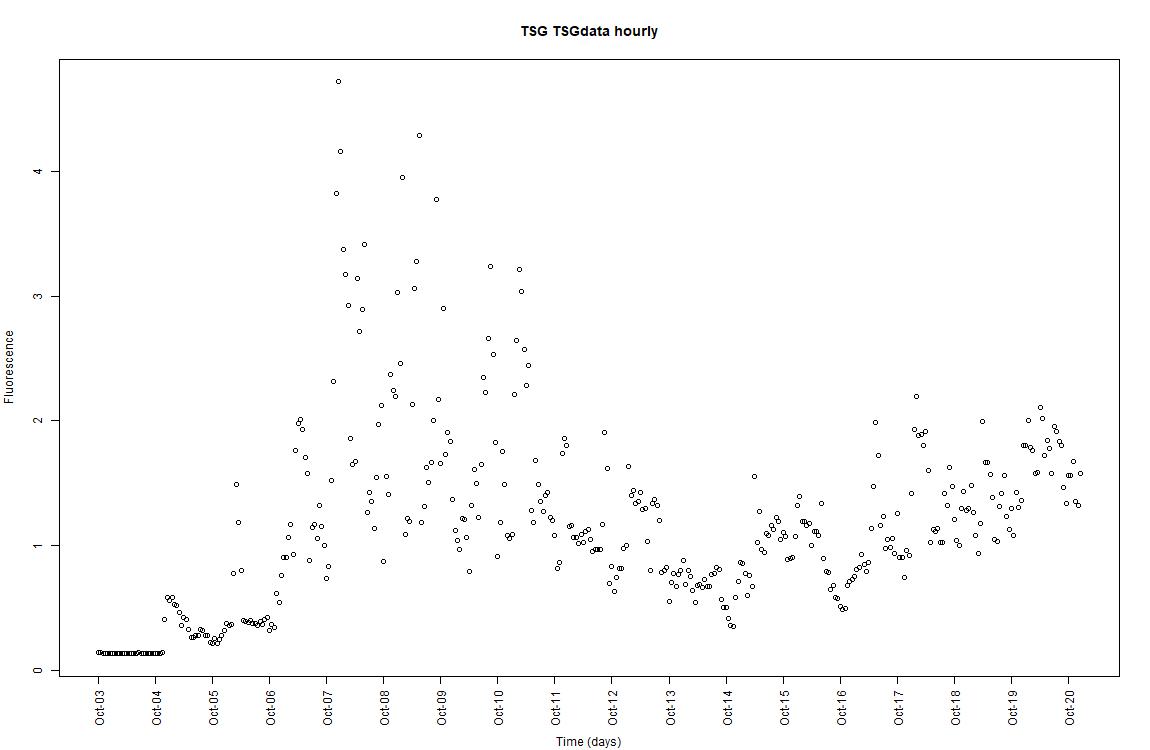 TSG TSGdata hourly
Fluorescence
4
3
2
1
0
Oct-03
Oct-04
Oct-05
Oct-06
Oct-07
Oct-08
Oct-09
Oct-10
Oct-11
Oct-12
Oct-13
Oct-14
Oct-15
Oct-16
Oct-17
Oct-18
Oct-19
Oct-20
Time (days)